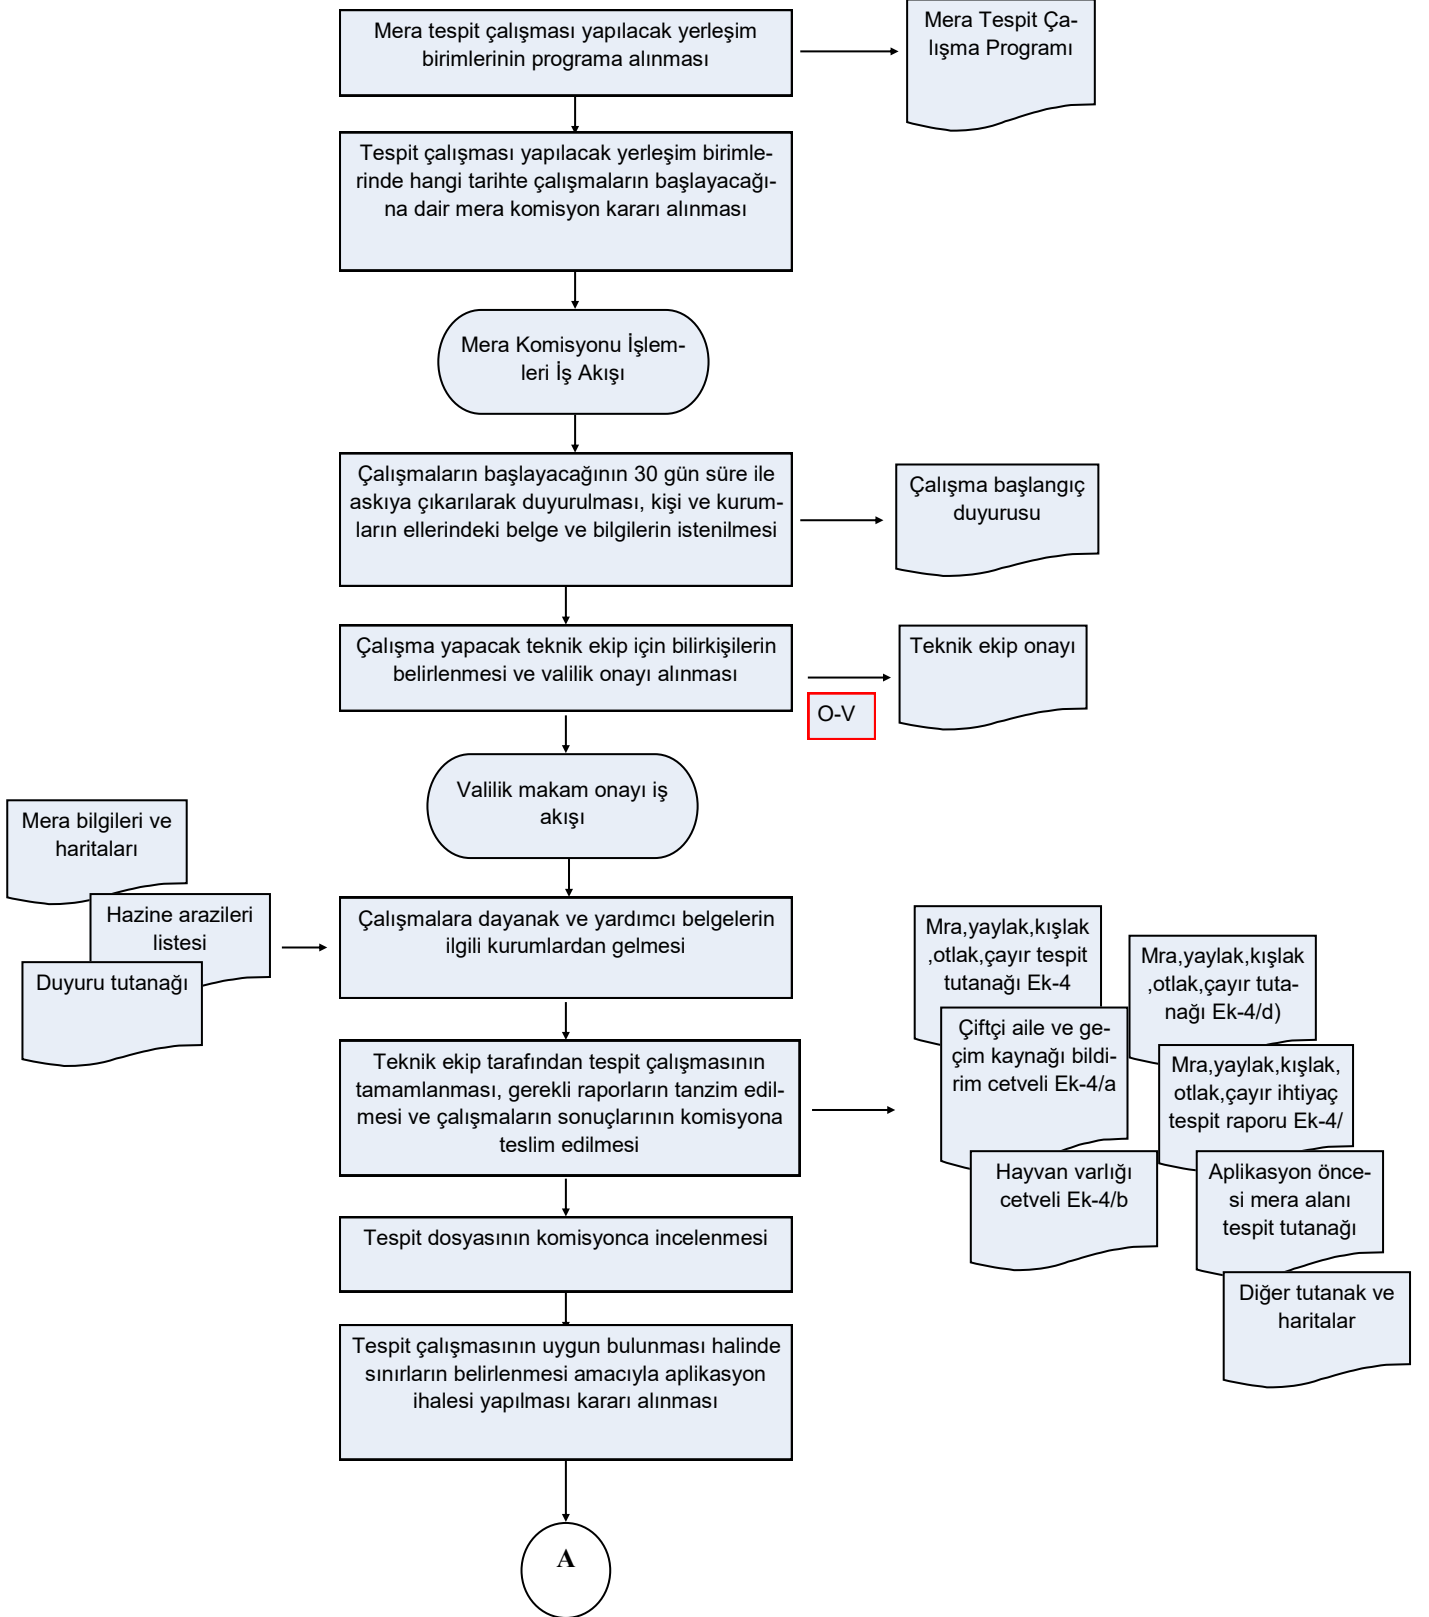 Mera tespit çalışması yapılacak yerleşim
birimlerinin programa alınması
Mera Tespit Ça-
lışma Programı
Tespit çalışması yapılacak yerleşim birimle-
rinde hangi tarihte çalışmaların başlayacağı-
na dair mera komisyon kararı alınması
Mera Komisyonu İşlem-
leri İş Akışı
Çalışmaların başlayacağının 30 gün süre ile
askıya çıkarılarak duyurulması, kişi ve kurum-
ların ellerindeki belge ve bilgilerin istenilmesi
Çalışma başlangıç
duyurusu
Çalışma yapacak teknik ekip için bilirkişilerin
belirlenmesi ve valilik onayı alınması
Teknik ekip onayı
O-V
Valilik makam onayı iş
akışı
Mera bilgileri ve
haritaları
Hazine arazileri
listesi
Duyuru tutanağı
Çalışmalara dayanak ve yardımcı belgelerin
ilgili kurumlardan gelmesi
Teknik ekip tarafından tespit çalışmasının
tamamlanması, gerekli raporların tanzim edil-
mesi ve çalışmaların sonuçlarının komisyona
teslim edilmesi
Mra,yaylak,kışlak
,otlak,çayır tespit
tutanağı Ek-4
Mra,yaylak,kışlak
,otlak,çayır tuta-
nağı Ek-4/d)
Çiftçi aile ve ge-
çim kaynağı bildi-
rim cetveli Ek-4/a
Mra,yaylak,kışlak,
otlak,çayır ihtiyaç
tespit raporu Ek-4/
Hayvan varlığı
cetveli Ek-4/b
Aplikasyon önce-
si mera alanı
tespit tutanağı
Diğer tutanak ve
haritalar
Tespit dosyasının komisyonca incelenmesi
Tespit çalışmasının uygun bulunması halinde
sınırların belirlenmesi amacıyla aplikasyon
ihalesi yapılması kararı alınması
A